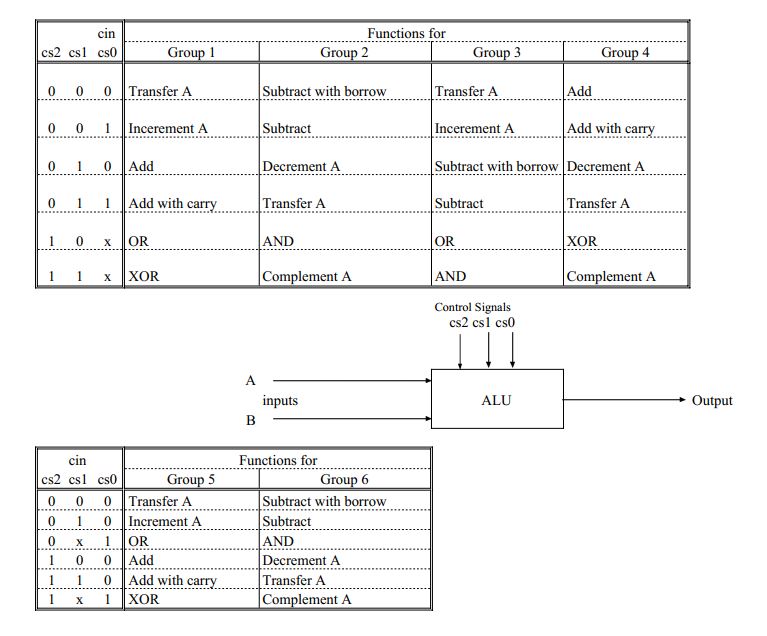 cin Functions for
cs2 cs1 cs0 Group 1 Group 2 Group 3 Group 4
0 0 0 Transfer A Subtract with borrow Transfer A Add
0 0 1 Incerement A Subtract Incerement A Add with carry
0 1 0 Add Decrement A Subtract with borrow Decrement A
0 1 1 Add with carry Transfer A Subtract Transfer A
1 0 x OR AND OR XOR
1 1 x XOR Complement A AND Complement A
Control Signals
cs2 cs1 cs0
A
inputs ALU Output
B
cin Functions for
cs2 cs1 cs0 Group 5 Group 6
0 0 0 Transfer A Subtract with borrow
0 1 0 Increment A Subtract
0 x 1 OR AND
1 0 0 Add Decrement A
1 1 0 Add with carry Transfer A
1 x 1 XOR Complement A